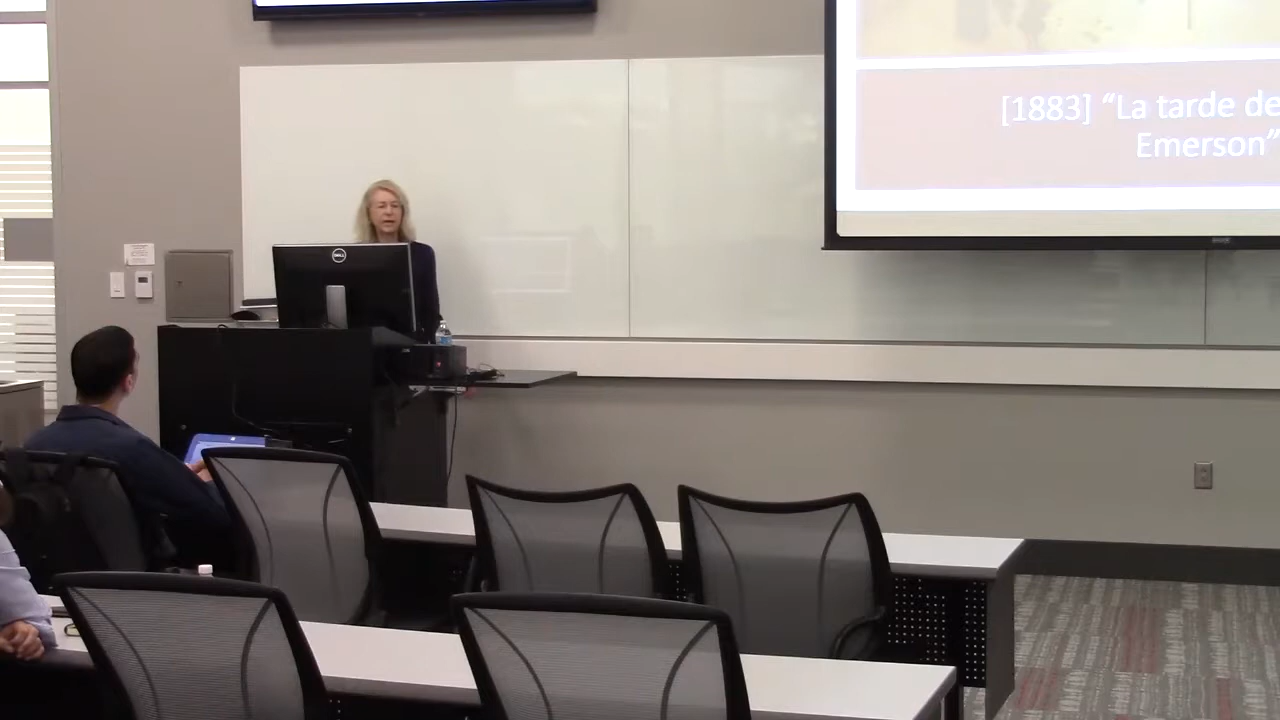 [1883] “La tarde de
Emerson”
DELL